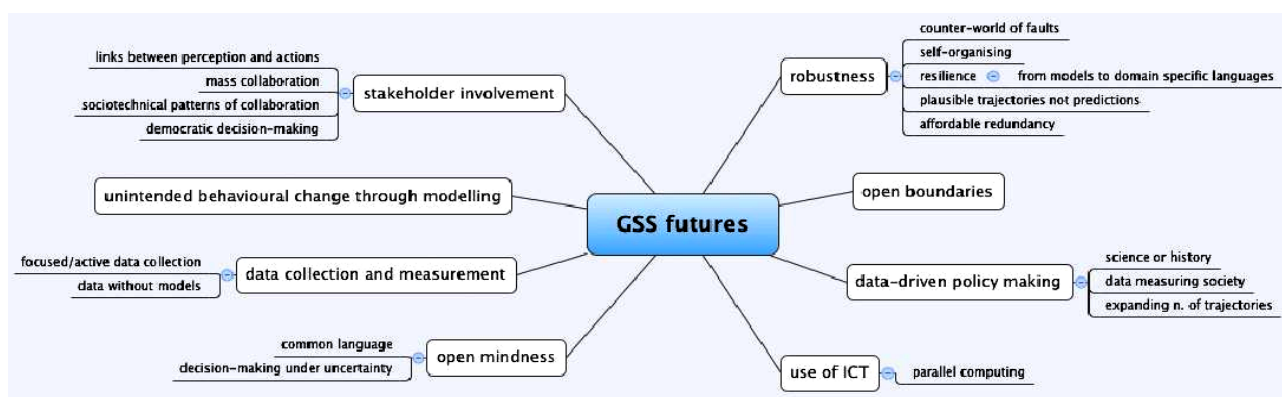 links between perception and actions
mass collaboration
sociotechnical patterns of collaboration
democratic decision-making
stakeholder involvement
unintended behavioural change through modelling
focused/active data collection
data without models
data collection and measurement
common language
decision-making under uncertainty
open mindness
GSS futures
robustness
counter-world of faults
self-organising
resilience
from models to domain specific languages
plausible trajectories not predictions
affordable redundancy
open boundaries
data-driven policy making
science or history
data measuring society
expanding n. of trajectories
use of ICT
parallel computing